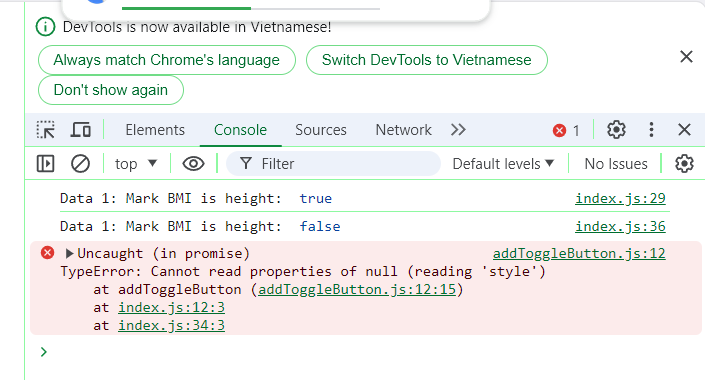 DevTools is now available in Vietnamese!
Always match Chrome's language
Switch DevTools to Vietnamese
Don't show again
Elements
Console
Sources
Network
1
top
Filter
Default levels
No Issues
Data 1: Mark BMI is height: true index.js:29
Data 1: Mark BMI is height: false index.js:36
Uncaught (in promise) addToggleButton.js:12
TypeError: Cannot read properties of null (reading 'style')
at addToggleButton (addToggleButton.js:12:15)
at index.js:12:3
at index.js:34:3